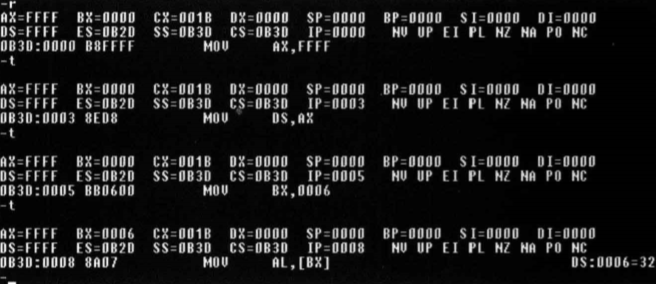 -r
AX=FFFF  BX=0000  CX=001B  DX=0000  SP=0000  BP=0000  SI=0000  DI=0000
DS=FFFF  ES=0B2D  SS=0B3D  CS=0B3D  IP=0000   NV UP EI PL NZ NA PO NC
0B3D:0000 B8FFFF        MOV     AX,FFFF
-t
AX=FFFF  BX=0000  CX=001B  DX=0000  SP=0000  BP=0000  SI=0000  DI=0000
DS=FFFF  ES=0B2D  SS=0B3D  CS=0B3D  IP=0003   NV UP EI PL NZ NA PO NC
0B3D:0003 8ED8          MOV     DS,AX
-t
AX=FFFF  BX=0000  CX=001B  DX=0000  SP=0000  BP=0000  SI=0000  DI=0000
DS=FFFF  ES=0B2D  SS=0B3D  CS=0B3D  IP=0005   NV UP EI PL NZ NA PO NC
0B3D:0005 BB0600        MOV     BX,0006
-t
AX=FFFF  BX=0006  CX=001B  DX=0000  SP=0000  BP=0000  SI=0000  DI=0000
DS=FFFF  ES=0B2D  SS=0B3D  CS=0B3D  IP=0008   NV UP EI PL NZ NA PO NC
0B3D:0008 8A07          MOV     AL,[BX]                            DS:0006=32
-